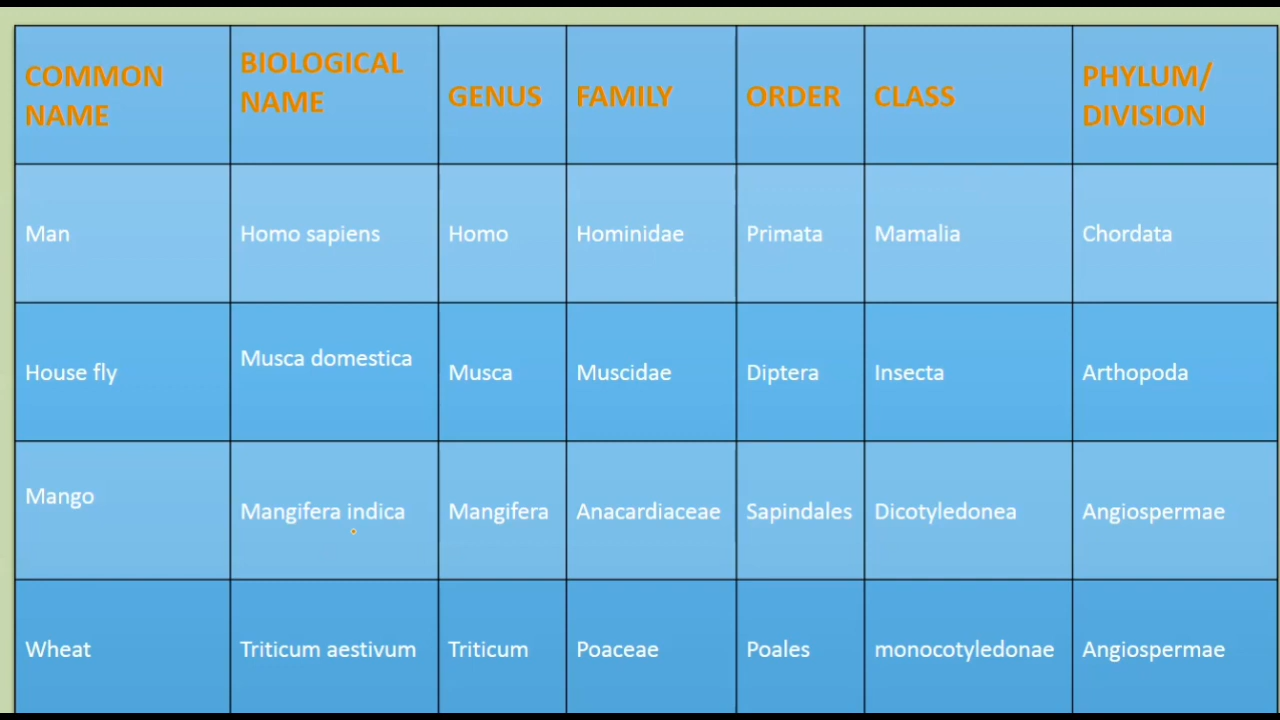 COMMON NAME BIOLOGICAL NAME GENUS FAMILY ORDER CLASS PHYLUM/ DIVISION
Man Homo sapiens Homo Hominidae Primata Mamalia Chordata
House fly Musca domestica Musca Muscidae Diptera Insecta Arthopoda
Mango Mangifera indica Mangifera Anacardiaceae Sapindales Dicotyledonea Angiospermae
Wheat Triticum aestivum Triticum Poaceae Poales monocotyledonae Angiospermae